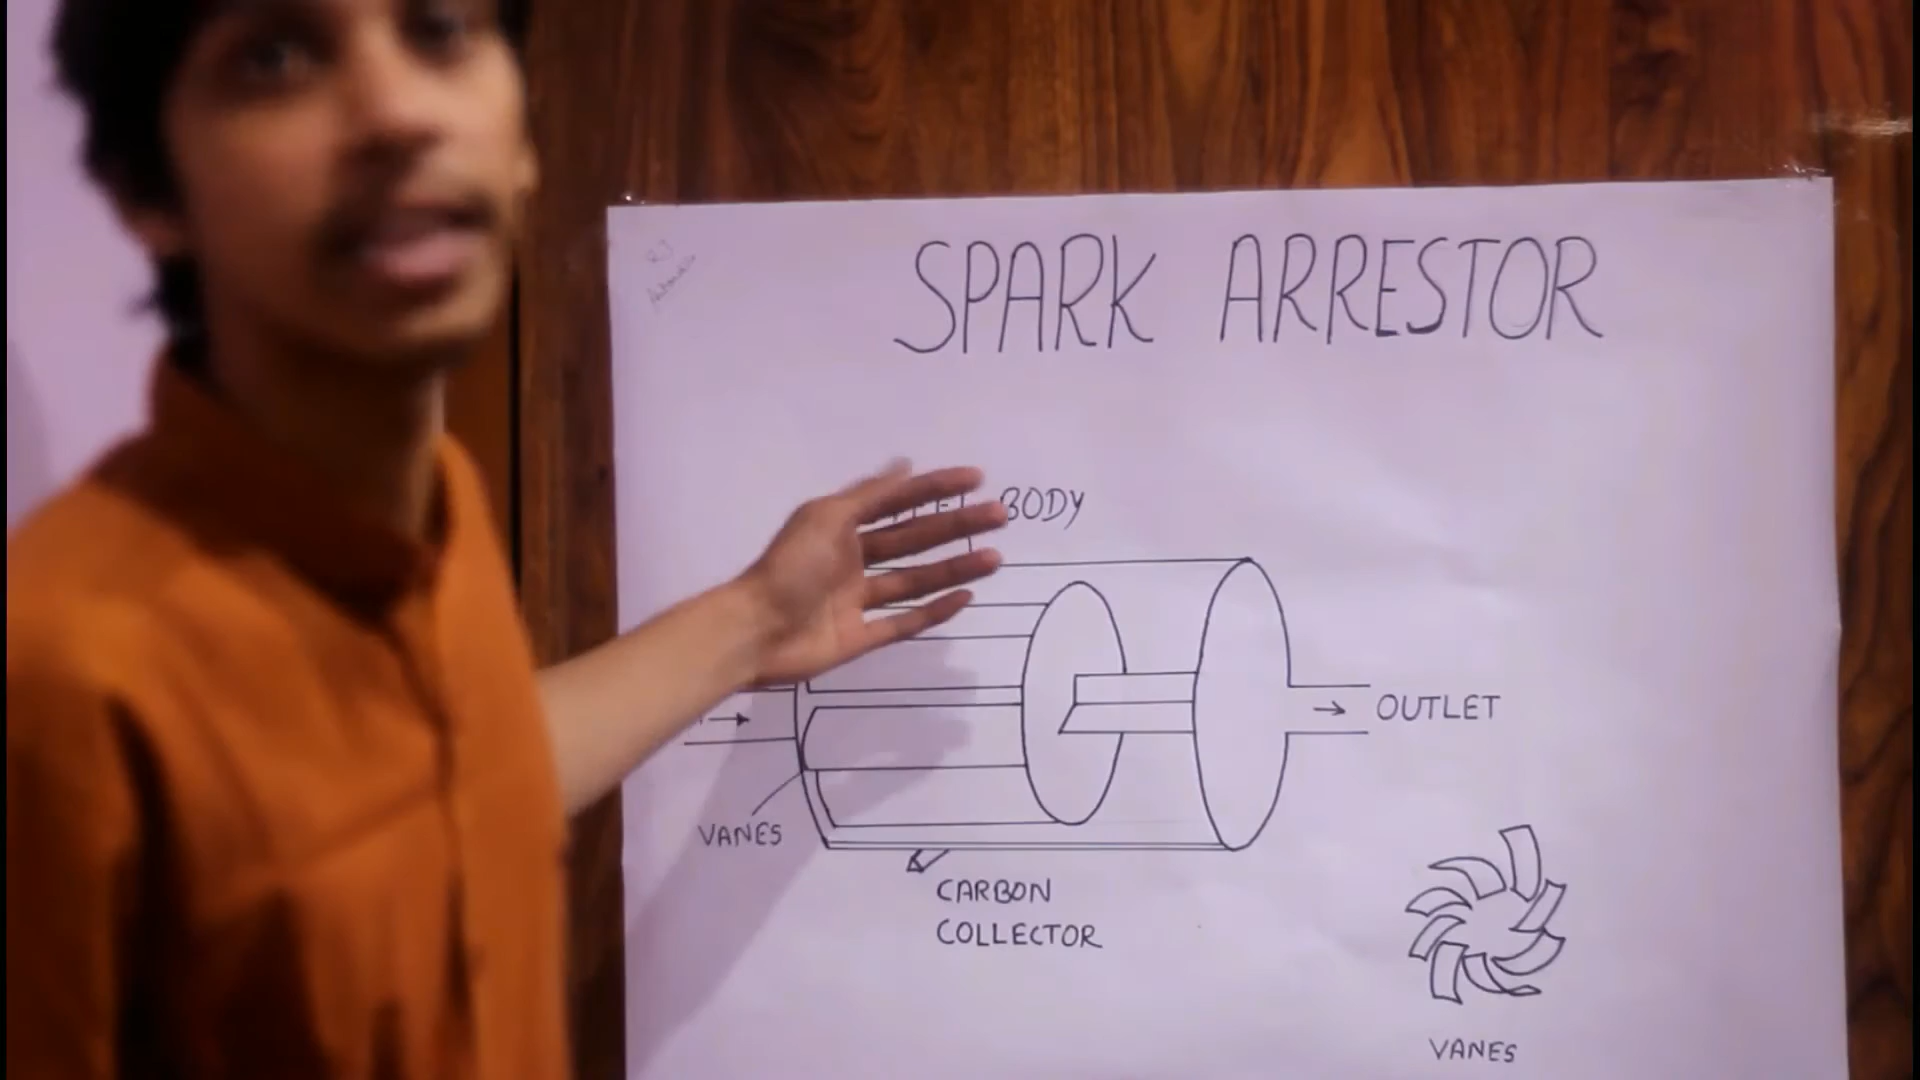 SPARK ARRESTOR
BODY
OUTLET
VANES
CARBON
COLLECTOR
VANES